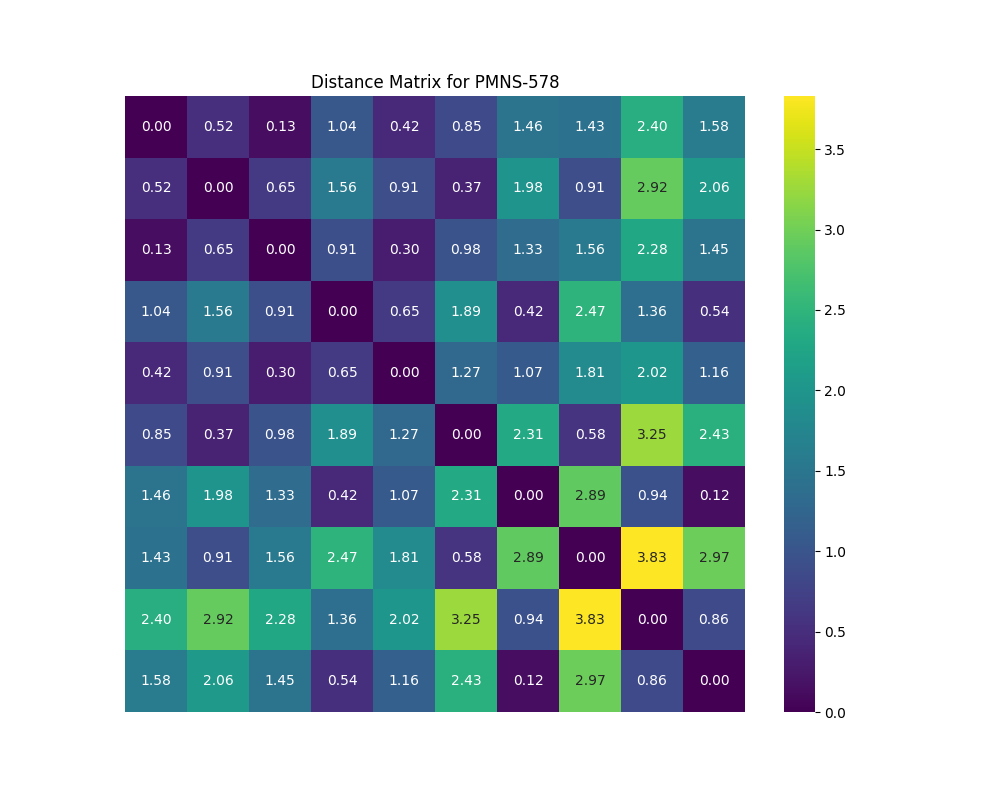 Distance Matrix for PMNS-578
0.00 0.52 0.13 1.04 0.42 0.85 1.46 1.43 2.40 1.58
0.52 0.00 0.65 1.56 0.91 0.37 1.98 0.91 2.92 2.06
0.13 0.65 0.00 0.91 0.30 0.98 1.33 1.56 2.28 1.45
1.04 1.56 0.91 0.00 0.65 1.89 0.42 2.47 1.36 0.54
0.42 0.91 0.30 0.65 0.00 1.27 1.07 1.81 2.02 1.16
0.85 0.37 0.98 1.89 1.27 0.00 2.31 0.58 3.25 2.43
1.46 1.98 1.33 0.42 1.07 2.31 0.00 2.89 0.94 0.12
1.43 0.91 1.56 2.47 1.81 0.58 2.89 0.00 3.83 2.97
2.40 2.92 2.28 1.36 2.02 3.25 0.94 3.83 0.00 0.86
1.58 2.06 1.45 0.54 1.16 2.43 0.12 2.97 0.86 0.00
3.5
3.0
2.5
2.0
1.5
1.0
0.5
0.0